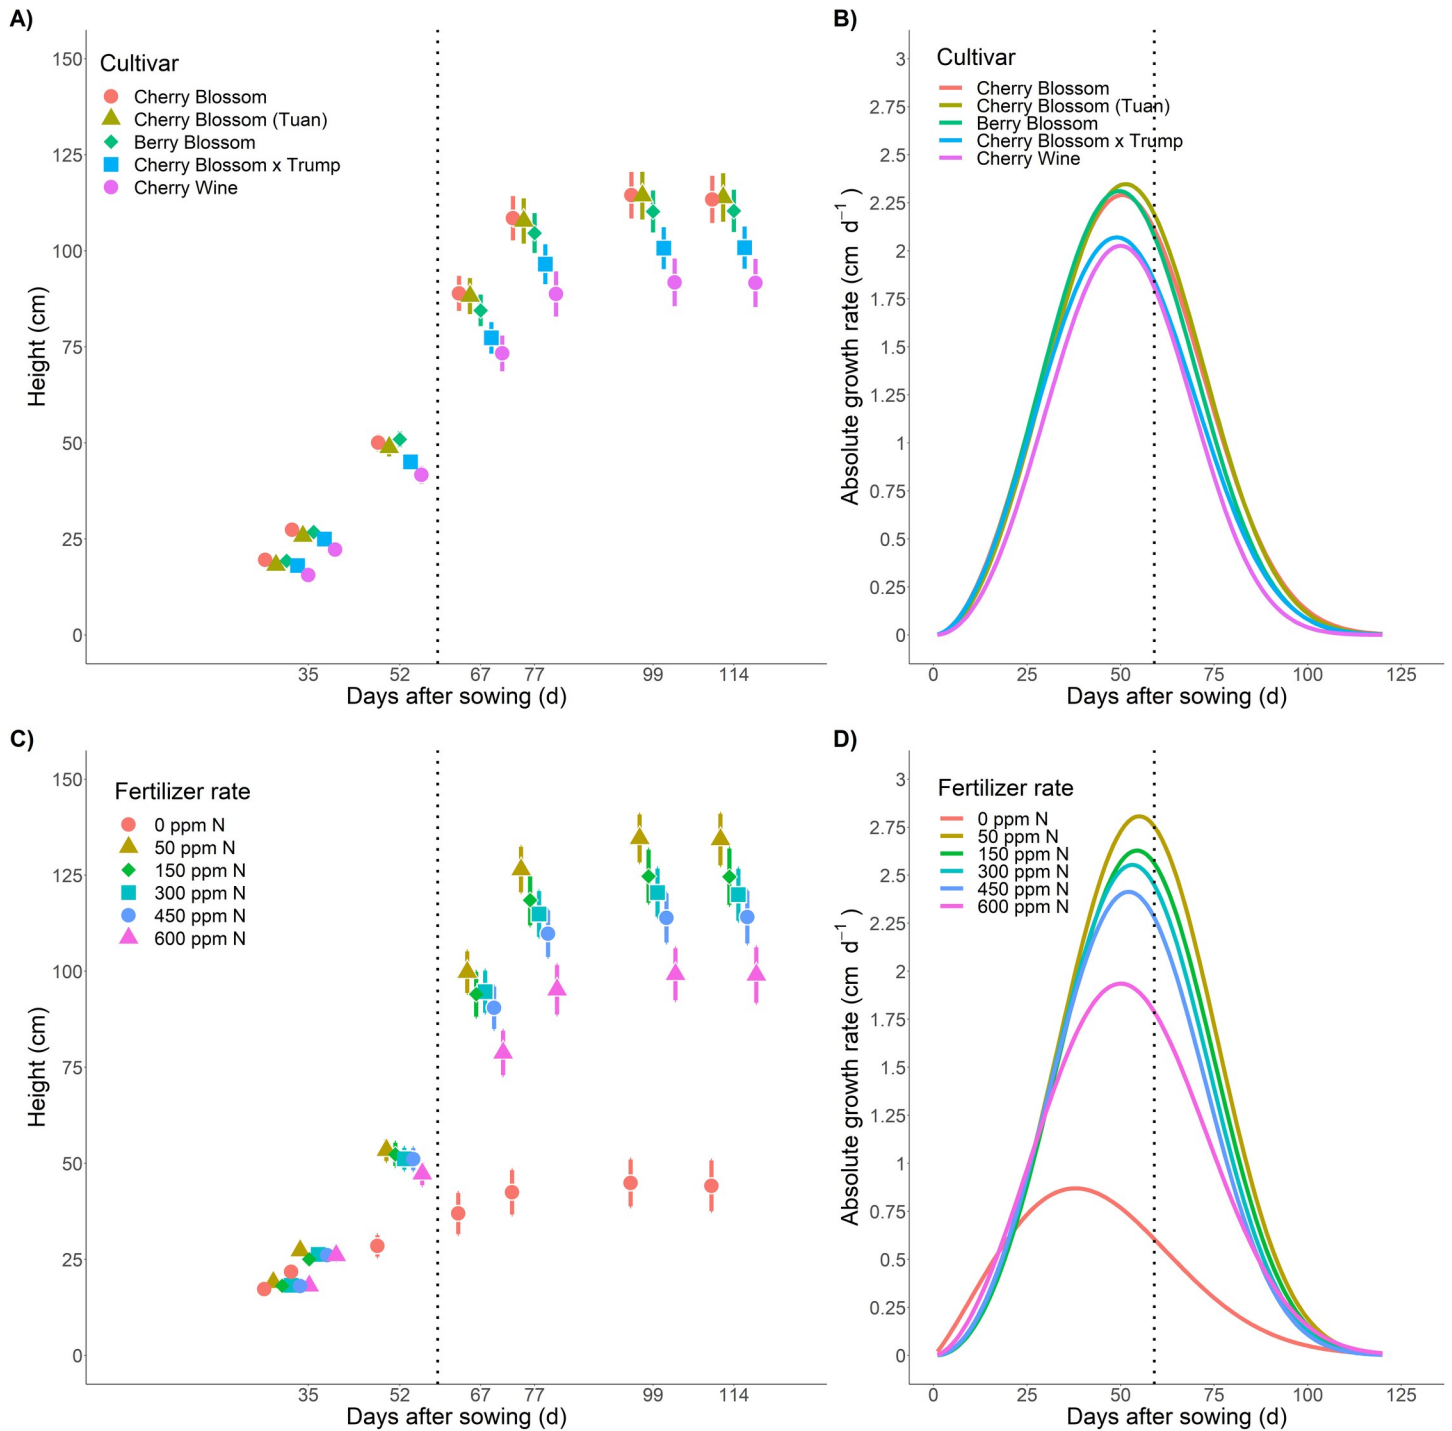 A)
Cultivar
Cherry Blossom
Cherry Blossom (Tuan)
Berry Blossom
Cherry Blossom x Trump
Cherry Wine
150
125
100
75
50
25
0
Height (cm)
35 52 67 77 99 114
Days after sowing (d)
B)
Cultivar
Cherry Blossom
Cherry Blossom (Tuan)
Berry Blossom
Cherry Blossom x Trump
Cherry Wine
3
2.75
2.5
2.25
2
1.75
1.5
1.25
1
0.75
0.5
0.25
0
Absolute growth rate (cm d⁻¹)
0 25 50 75 100 125
Days after sowing (d)
C)
Fertilizer rate
0 ppm N
50 ppm N
150 ppm N
300 ppm N
450 ppm N
600 ppm N
150
125
100
75
50
25
0
Height (cm)
35 52 67 77 99 114
Days after sowing (d)
D)
Fertilizer rate
0 ppm N
50 ppm N
150 ppm N
300 ppm N
450 ppm N
600 ppm N
3
2.75
2.5
2.25
2
1.75
1.5
1.25
1
0.75
0.5
0.25
0
Absolute growth rate (cm d⁻¹)
0 25 50 75 100 125
Days after sowing (d)